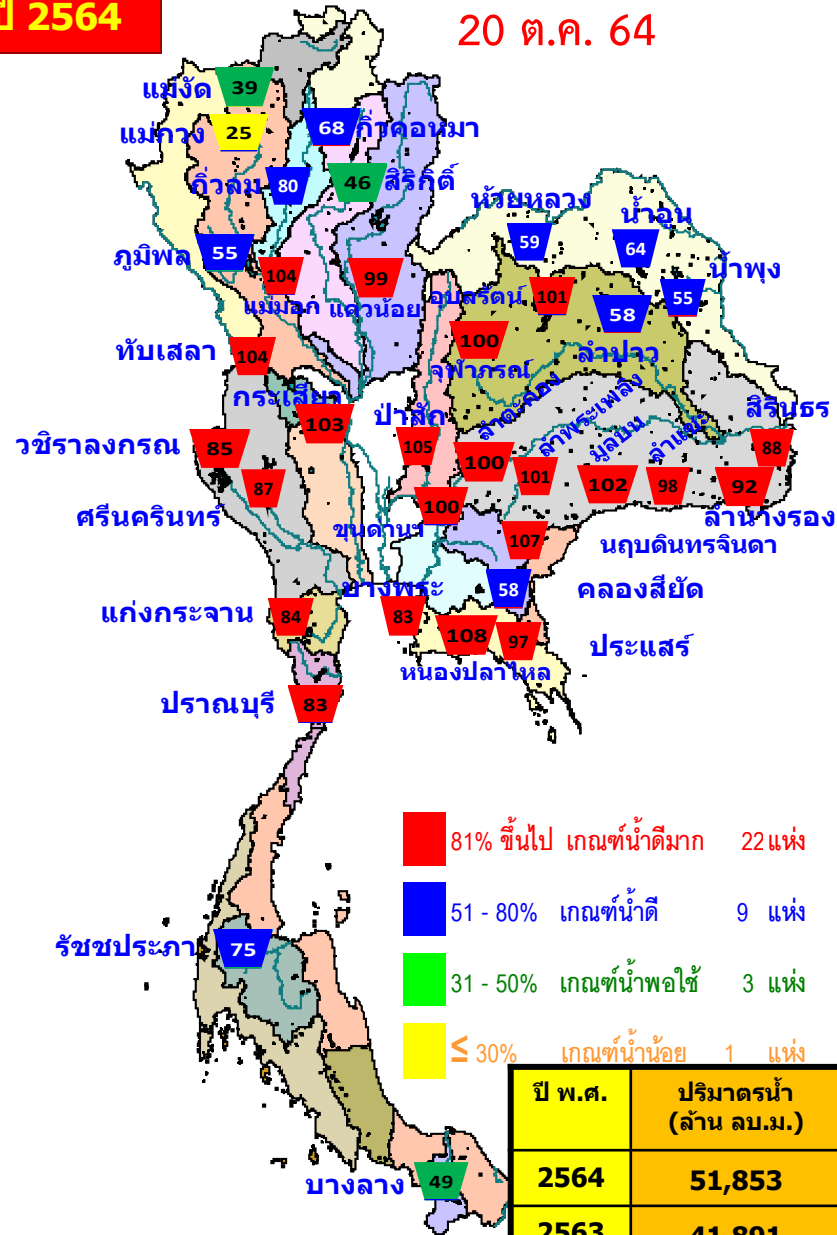 ปี 2564
20 ต.ค. 64
แม่งัด 39
แม่กวง 25
68 กิ่วคอหมา
กิ่วลม 80
46 สิริกิติ์
ห้วยหลวง
59
น้ำอูน
64
ภูมิพล 55
104
แม่มอก
99
แควน้อย
น้ำพุง
55
อุบลรัตน์ 101
58
ลำปาว
100
จุฬาภรณ์
ทับเสลา 104
กระเสียว
103
ป่าสัก
105
ลำตะคอง
100
ลำพระเพลิง
101
มูลบน
102
ลำแชะ
98
สิรินธร
88
92
ลำนางรอง
วชิราลงกรณ 85
87
ศรีนครินทร์
100
ขุนด่านฯ
107
นฤบดินทรจินดา
บางพระ
83
58
คลองสียัด
แก่งกระจาน 84
108
หนองปลาไหล
97
ประแสร์
ปราณบุรี 83
81% ขึ้นไป เกณฑ์น้ำดีมาก 22 แห่ง
51 - 80% เกณฑ์น้ำดี 9 แห่ง
รัชชประภา 75
31 - 50% เกณฑ์น้ำพอใช้ 3 แห่ง
≤ 30% เกณฑ์น้ำน้อย 1 แห่ง
ปี พ.ศ. ปริมาตรน้ำ
(ล้าน ลบ.ม.)
2564 51,853
2563 41,891
บางลาง 49